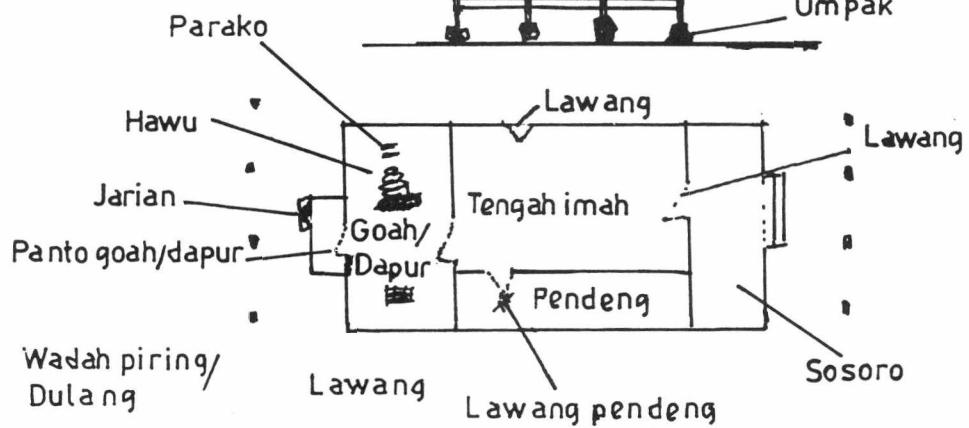 Umpak
Parako
Lawang
Hawu
Lawang
Jarian
Tengah imah
Goah/
Dapur
Panto goah/dapur
Pendeng
Wadah piring/
Dulang
Lawang
Sosoro
Lawang pendeng